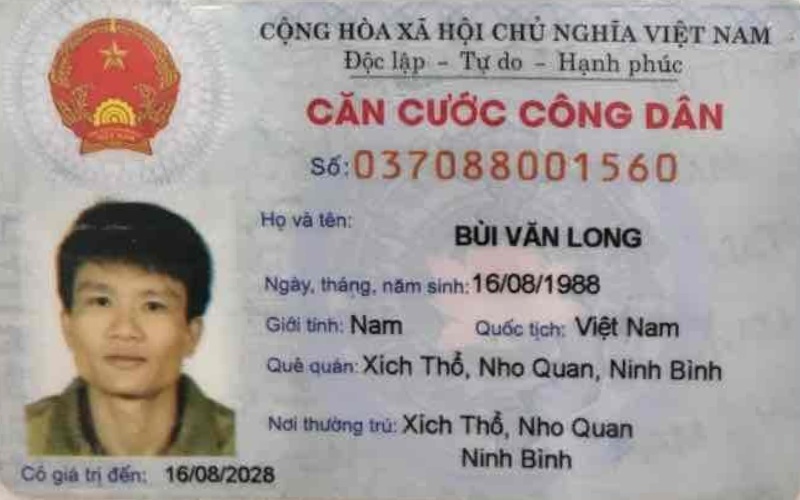 CỘNG HÒA XÃ HỘI CHỦ NGHĨA VIỆT NAM
Độc lập - Tự do - Hạnh phúc
CĂN CƯỚC CÔNG DÂN
Số: 037088001560
Họ và tên:
BÙI VĂN LONG
Ngày, tháng, năm sinh: 16/08/1988
Giới tính: Nam Quốc tịch: Việt Nam
Quê quán: Xích Thổ, Nho Quan, Ninh Bình
Nơi thường trú: Xích Thổ, Nho Quan
Ninh Bình
Có giá trị đến: 16/08/2028